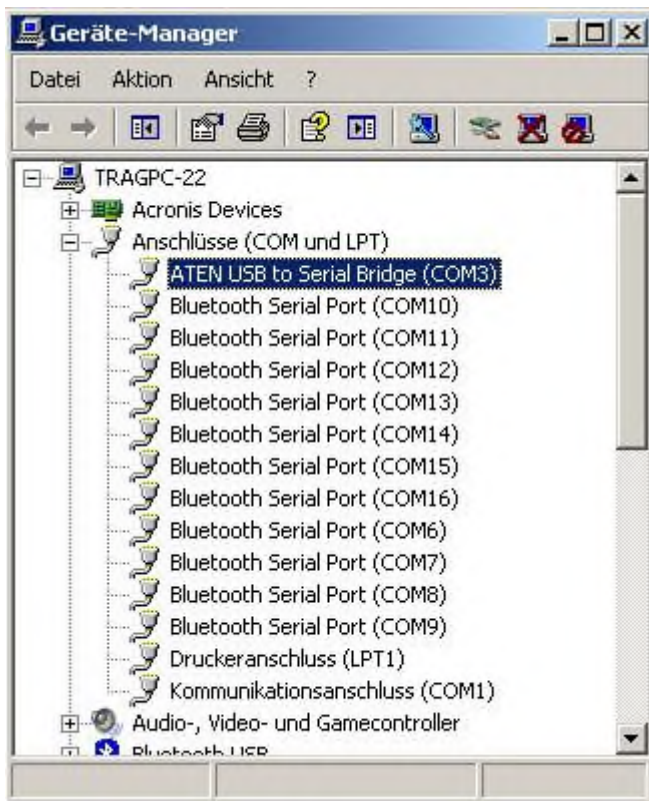 Geräte-Manager
Datei Aktion Ansicht ?
TRAGPC-22
Acronis Devices
Anschlüsse (COM und LPT)
ATEN USB to Serial Bridge (COM3)
Bluetooth Serial Port (COM10)
Bluetooth Serial Port (COM11)
Bluetooth Serial Port (COM12)
Bluetooth Serial Port (COM13)
Bluetooth Serial Port (COM14)
Bluetooth Serial Port (COM15)
Bluetooth Serial Port (COM16)
Bluetooth Serial Port (COM6)
Bluetooth Serial Port (COM7)
Bluetooth Serial Port (COM8)
Bluetooth Serial Port (COM9)
Druckeranschluss (LPT1)
Kommunikationsanschluss (COM1)
Audio-, Video- und Gamecontroller
Bluetooth USB